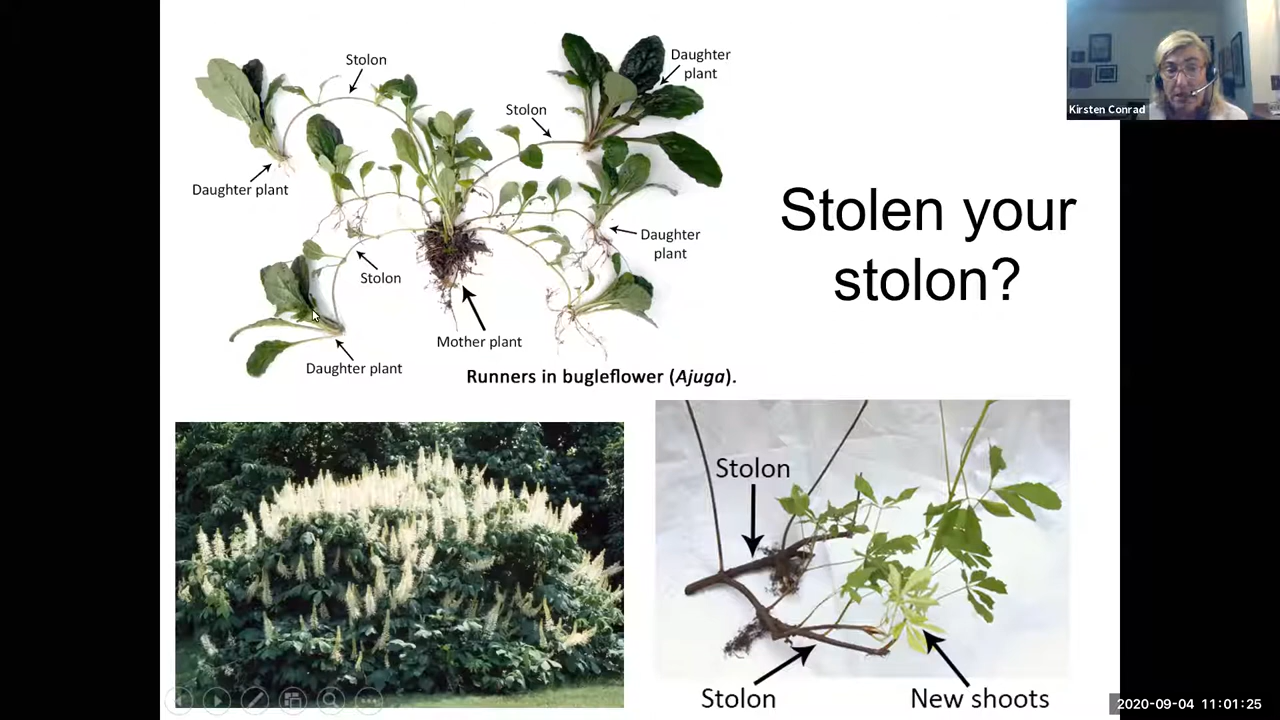 Stolon
Daughter
plant
Stolon
Daughter plant
Daughter
plant
Stolon
Mother plant
Daughter plant
Runners in bugleflower (Ajuga).
Stolen your
stolon?
Kirsten Conrad
Stolon
Stolon
New shoots
2020-09-04 11:01:25